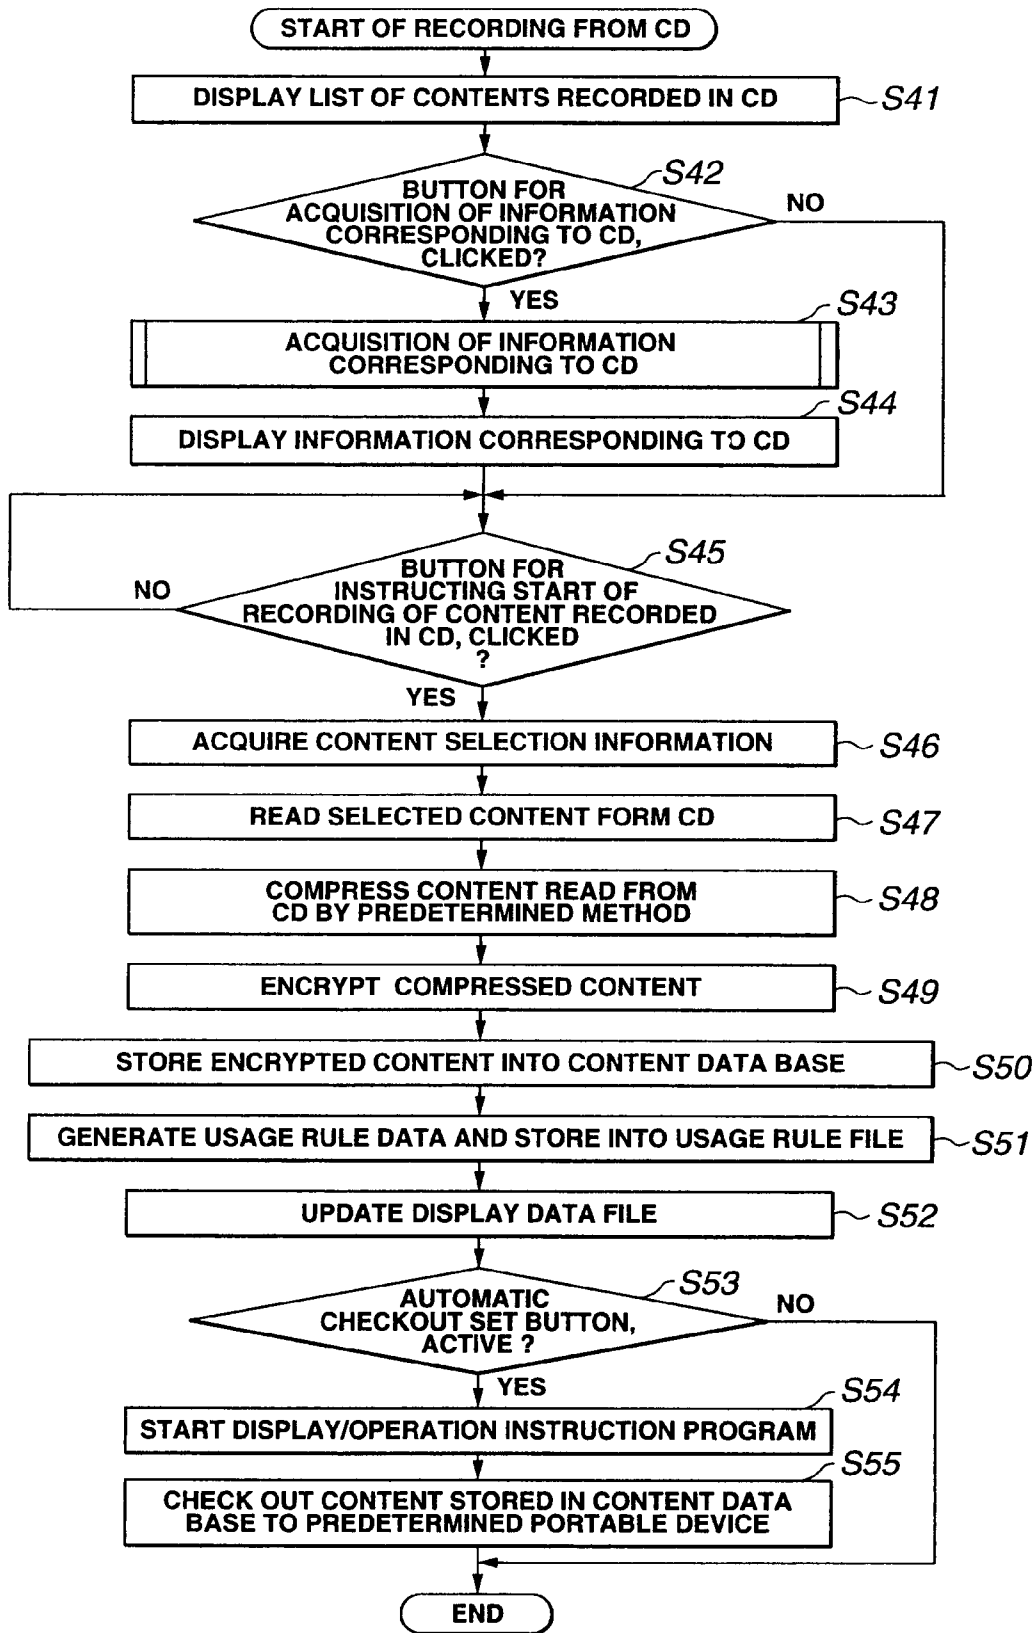 START OF RECORDING FROM CD
DISPLAY LIST OF CONTENTS RECORDED IN CD
S41
S42
BUTTON FOR
ACQUISITION OF INFORMATION
CORRESPONDING TO CD,
CLICKED?
NO
YES
S43
ACQUISITION OF INFORMATION
CORRESPONDING TO CD
S44
DISPLAY INFORMATION CORRESPONDING TO CD
S45
BUTTON FOR
INSTRUCTING START OF
RECORDING OF CONTENT RECORDED
IN CD, CLICKED
?
NO
YES
ACQUIRE CONTENT SELECTION INFORMATION
S46
READ SELECTED CONTENT FORM CD
S47
COMPRESS CONTENT READ FROM
CD BY PREDETERMINED METHOD
S48
ENCRYPT COMPRESSED CONTENT
S49
STORE ENCRYPTED CONTENT INTO CONTENT DATA BASE
S50
GENERATE USAGE RULE DATA AND STORE INTO USAGE RULE FILE
S51
UPDATE DISPLAY DATA FILE
S52
S53
AUTOMATIC
CHECKOUT SET BUTTON,
ACTIVE ?
NO
YES
S54
START DISPLAY/OPERATION INSTRUCTION PROGRAM
S55
CHECK OUT CONTENT STORED IN CONTENT DATA
BASE TO PREDETERMINED PORTABLE DEVICE
END